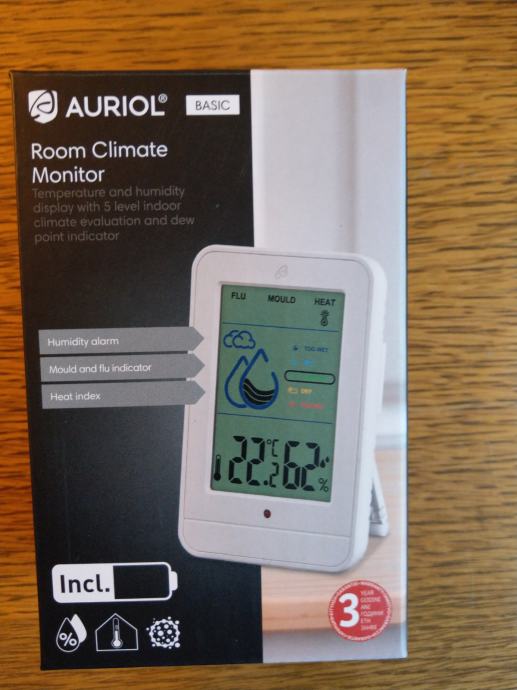 AURIOL®
BASIC
Room Climate
Monitor
Temperature and humidity
display with 5 level indoor
climate evaluation and dew
point indicator
FLU MOULD HEAT
Humidity alarm
Mould and flu indicator
Heat index
TOO WET
DRY
22.2°C 62%
Incl.
%
3
YEAR